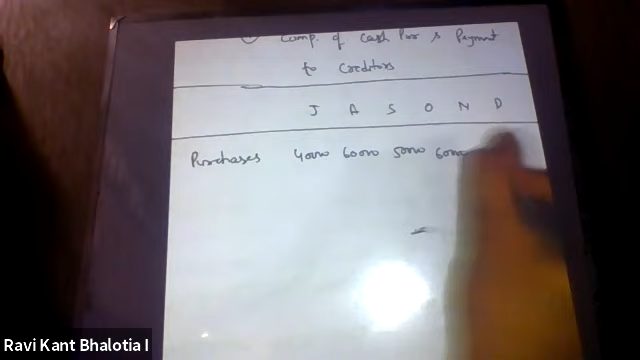 Comp. of Cash Pur & Payment
to Creditors
J A S O N D
Purchases 40000 60000 50000 60000
Ravi Kant Bhalotia I